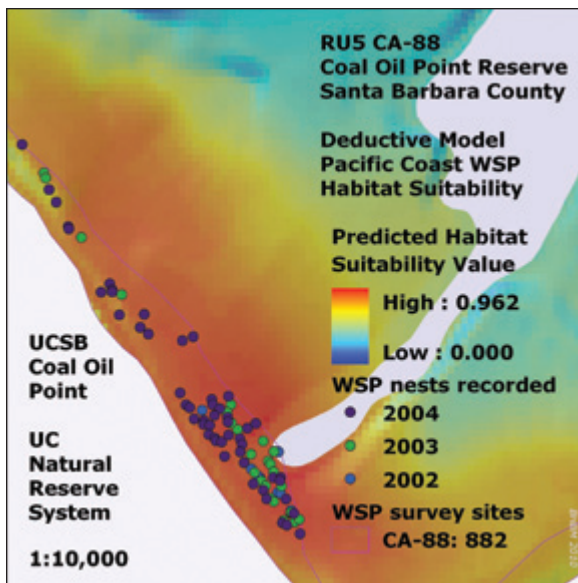 RU5 CA-88
Coal Oil Point Reserve
Santa Barbara County
Deductive Model
Pacific Coast WSP
Habitat Suitability
Predicted Habitat
Suitability Value
High : 0.962
Low : 0.000
WSP nests recorded
2004
2003
2002
WSP survey sites
CA-88: 882
UCSB
Coal Oil
Point
UC
Natural
Reserve
System
1:10,000